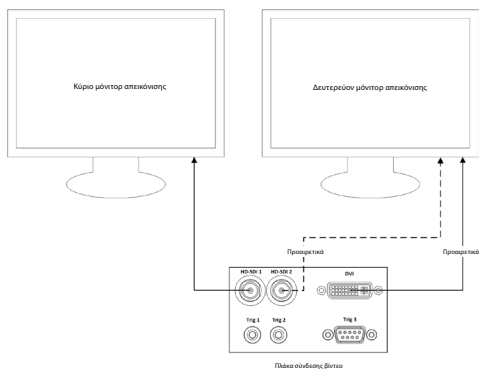 Κύριο μόνιτορ απεικόνισης
Δευτερεύον μόνιτορ απεικόνισης
Προαιρετικά
Προαιρετικά
HD-SDI 1
HD-SDI 2
DVI
Trig 1
Trig 2
Trig 3
Πλάκα σύνδεσης βίντεο